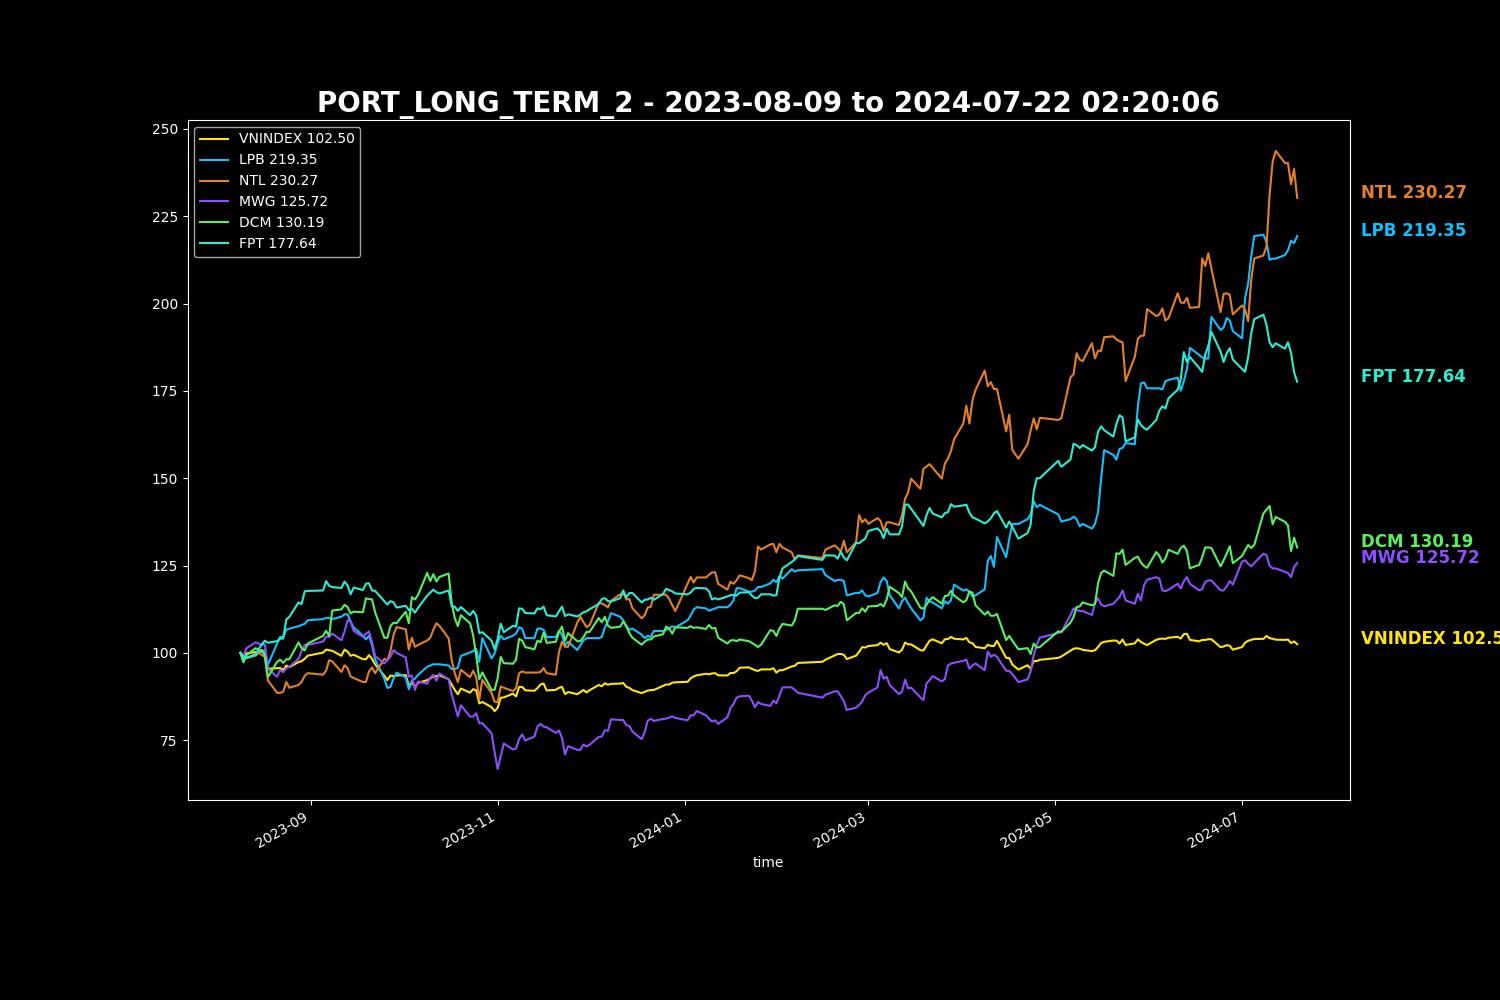 PORT_LONG_TERM_2 - 2023-08-09 to 2024-07-22 02:20:06
250
225
200
175
150
125
100
75
VNINDEX 102.50
LPB 219.35
NTL 230.27
MWG 125.72
DCM 130.19
FPT 177.64
NTL 230.27
LPB 219.35
FPT 177.64
DCM 130.19
MWG 125.72
VNINDEX 102.5
2023-09
2023-11
2024-01
2024-03
2024-05
2024-07
time